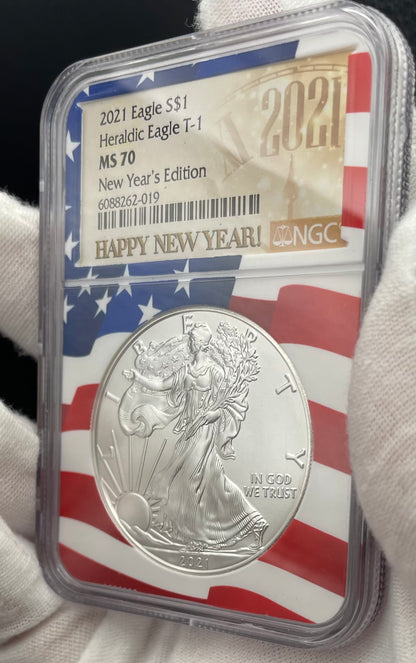 2021 Eagle S$1
Heraldic Eagle T-1
MS 70
New Year's Edition
6088262-019
2021
HAPPY NEW YEAR!
NGC
LIBERTY
IN GOD
WE TRUST
2021